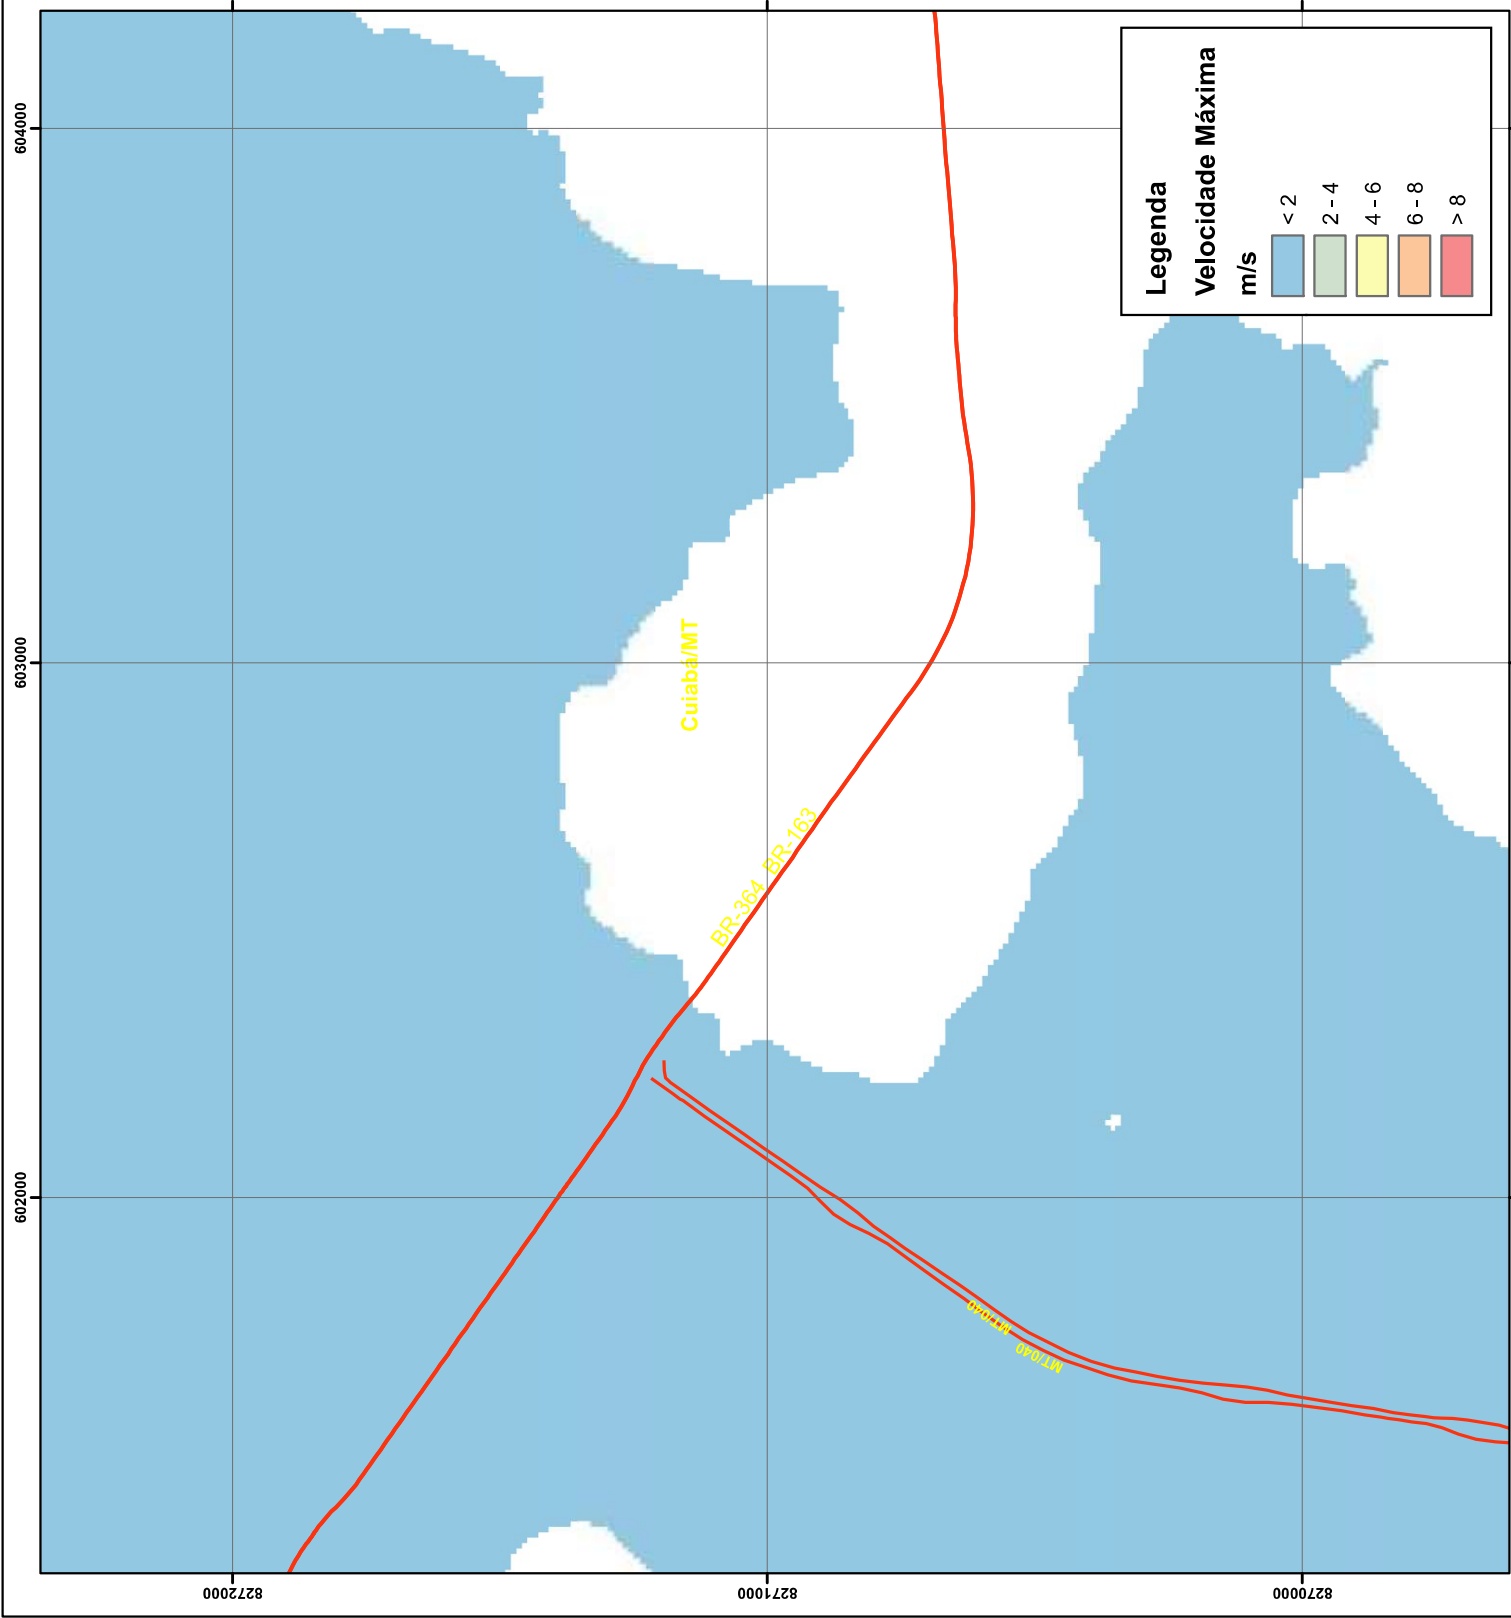 604000
603000
602000
8272000
8271000
8270000
Cuiaba/MT
BR-364 BR-163
MT/040
MT/040
Legenda
Velocidade Máxima
m/s
< 2
2 - 4
4 - 6
6 - 8
> 8